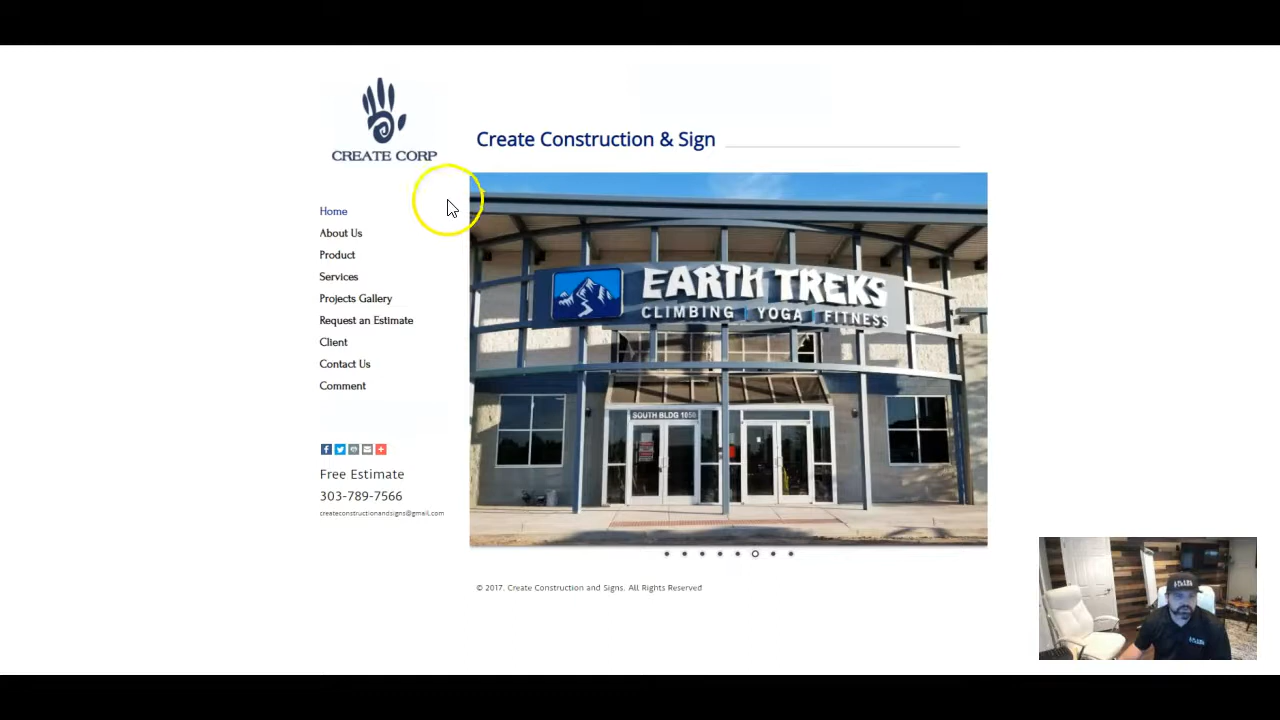 CREATE CORP
Create Construction & Sign
Home
About Us
Product
Services
Projects Gallery
Request an Estimate
Client
Contact Us
Comment
Free Estimate
303-789-7566
createconstructionandsigns@gmail.com
EARTH TREKS
CLIMBING | YOGA | FITNESS
SOUTH BLDG 1050
© 2017. Create Construction and Signs. All Rights Reserved